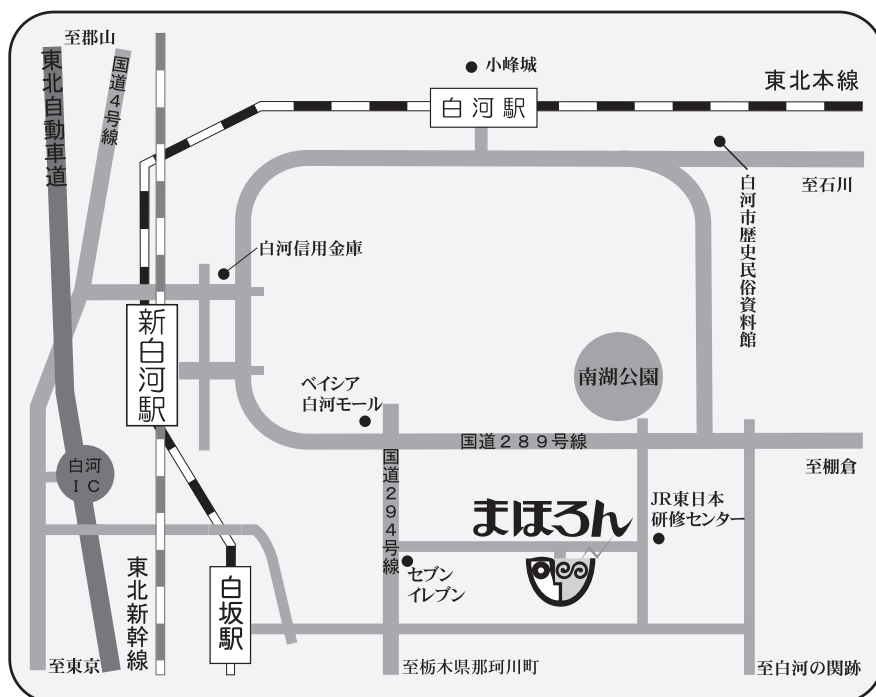 至郡山
東北自動車道
国道4号線
小峰城
白河駅
東北本線
至石川
白河市歴史民俗資料館
白河信用金庫
新白河駅
南湖公園
ベイシア
白河モール
国道289号線
至棚倉
白河
IC
国道294号線
まほろん
JR東日本
研修センター
セブン
イレブン
東北新幹線
白坂駅
至東京
至栃木県那珂川町
至白河の関跡